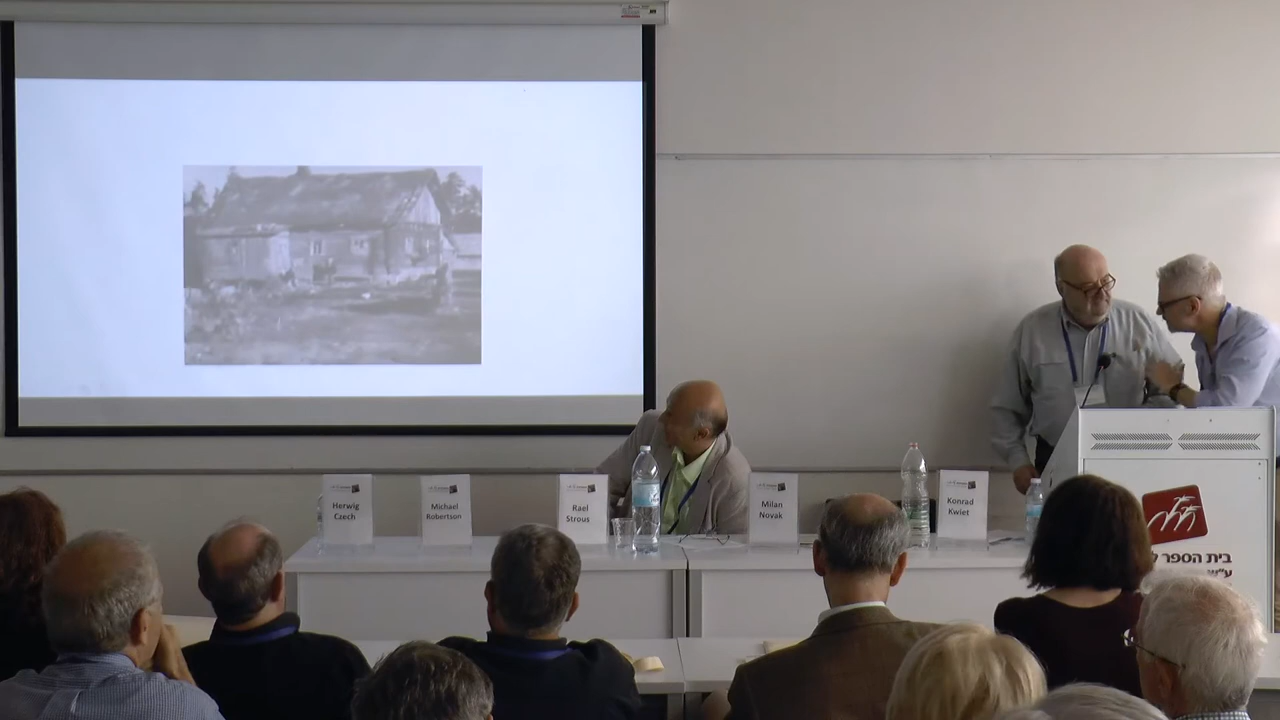 Herwig
Czech
Michael
Robertson
Rael
Strous
Milan
Novak
Konrad
Kwiet
בית הספר ל
ע"ש